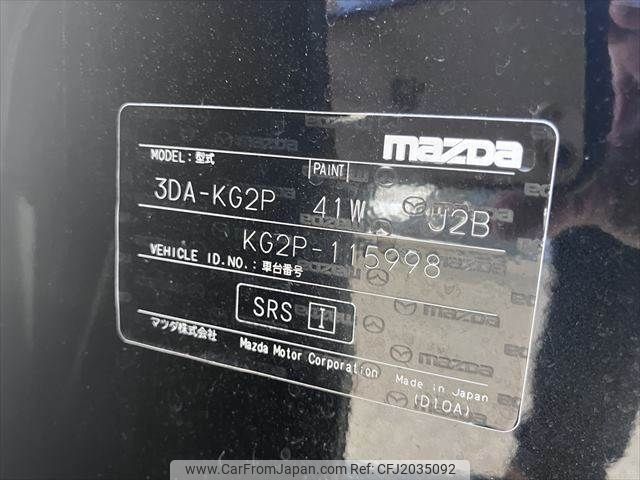 mazda
MODEL:型式
PAINT
3DA-KG2P 41W J2B
KG2P-115998
VEHICLE ID.NO.:車台番号
SRS I
マツダ株式会社
Mazda Motor Corporation
Made in Japan
(D10A)
www.CarFromJapan.com - CFJ2035092